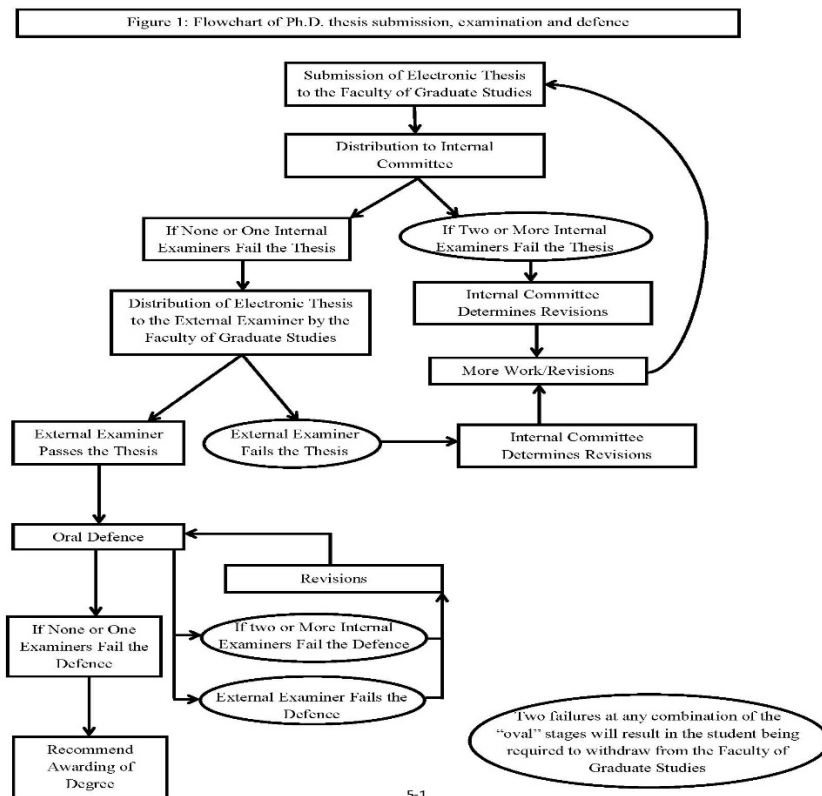 Figure 1: Flowchart of Ph.D. thesis submission, examination and defence
Submission of Electronic Thesis
to the Faculty of Graduate Studies
Distribution to Internal
Committee
If None or One Internal
Examiners Fail the Thesis
If Two or More Internal
Examiners Fail the Thesis
Distribution of Electronic Thesis
to the External Examiner by the
Faculty of Graduate Studies
Internal Committee
Determines Revisions
More Work/Revisions
External Examiner
Passes the Thesis
External Examiner
Fails the Thesis
Internal Committee
Determines Revisions
Oral Defence
Revisions
If None or One
Examiners Fail the
Defence
If two or More Internal
Examiners Fail the Defence
External Examiner Fails the
Defence
Recommend
Awarding of
Degree
Two failures at any combination of the
“oval” stages will result in the student being
required to withdraw from the Faculty of
Graduate Studies
5-1